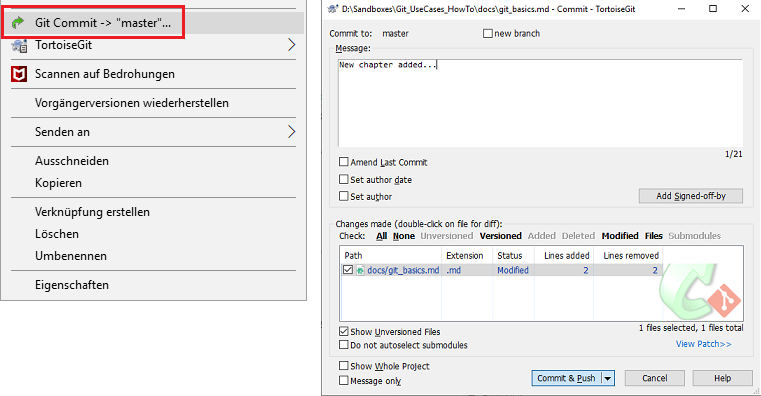 Git Commit -> "master"...
TortoiseGit
Scannen auf Bedrohungen
Vorgängerversionen wiederherstellen
Senden an
Ausschneiden
Kopieren
Verknüpfung erstellen
Löschen
Umbenennen
Eigenschaften
D:\Sandboxes\Git_UseCases_HowTo\docs\git_basics.md - Commit - TortoiseGit
Commit to: master new branch
Message:
New chapter added...
1/21
Amend Last Commit
Set author date
Set author
Add Signed-off-by
Changes made (double-click on file for diff):
Check: All None Unversioned Versioned Added Deleted Modified Files Submodules
Path Extension Status Lines added Lines removed
docs/git_basics.md .md Modified 2 2
Show Unversioned Files
1 files selected, 1 files total
Do not autoselect submodules
View Patch>>
Show Whole Project
Message only
Commit & Push Cancel Help